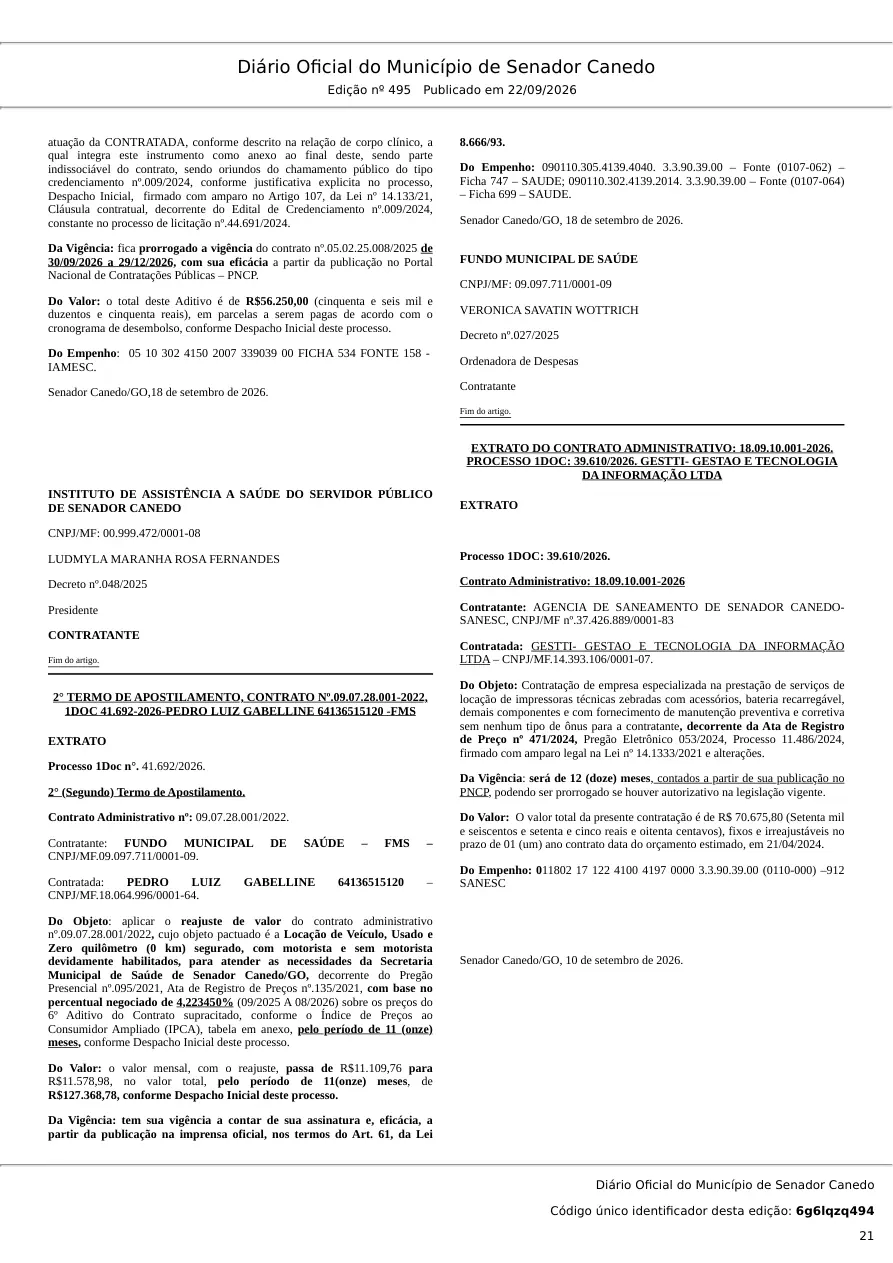 Diário Oficial do Município de Senador Canedo
Edição nº 495 Publicado em 22/09/2026
atuação da CONTRATADA, conforme descrito na relação de corpo clínico, a
qual integra este instrumento como anexo ao final deste, sendo parte
indissociável do contrato, sendo oriundos do chamamento público do tipo
credenciamento nº.009/2024, conforme justificativa explicita no processo,
Despacho Inicial, firmado com amparo no Artigo 107, da Lei nº 14.133/21,
Cláusula contratual, decorrente do Edital de Credenciamento nº.009/2024,
constante no processo de licitação nº.44.691/2024.
Da Vigência: fica prorrogado a vigência do contrato nº.05.02.25.008/2025 de
30/09/2026 a 29/12/2026, com sua eficácia a partir da publicação no Portal
Nacional de Contratações Públicas – PNCP.
Do Valor: o total deste Aditivo é de R$56.250,00 (cinquenta e seis mil e
duzentos e cinquenta reais), em parcelas a serem pagas de acordo com o
cronograma de desembolso, conforme Despacho Inicial deste processo.
Do Empenho: 05 10 302 4150 2007 339039 00 FICHA 534 FONTE 158 -
IAMESC.
Senador Canedo/GO,18 de setembro de 2026.
INSTITUTO DE ASSISTÊNCIA A SAÚDE DO SERVIDOR PÚBLICO
DE SENADOR CANEDO
CNPJ/MF: 00.999.472/0001-08
LUDMYLA MARANHA ROSA FERNANDES
Decreto nº.048/2025
Presidente
CONTRATANTE
Fim do artigo.
2° TERMO DE APOSTILAMENTO, CONTRATO Nº.09.07.28.001-2022,
1DOC 41.692-2026-PEDRO LUIZ GABELLINE 64136515120 -FMS
EXTRATO
Processo 1Doc n°. 41.692/2026.
2° (Segundo) Termo de Apostilamento.
Contrato Administrativo nº: 09.07.28.001/2022.
Contratante: FUNDO MUNICIPAL DE SAÚDE – FMS –
CNPJ/MF.09.097.711/0001-09.
Contratada: PEDRO LUIZ GABELLINE 64136515120 –
CNPJ/MF.18.064.996/0001-64.
Do Objeto: aplicar o reajuste de valor do contrato administrativo
nº.09.07.28.001/2022, cujo objeto pactuado é a Locação de Veículo, Usado e
Zero quilômetro (0 km) segurado, com motorista e sem motorista
devidamente habilitados, para atender as necessidades da Secretaria
Municipal de Saúde de Senador Canedo/GO, decorrente do Pregão
Presencial nº.095/2021, Ata de Registro de Preços nº.135/2021, com base no
percentual negociado de 4,223450% (09/2025 A 08/2026) sobre os preços do
6º Aditivo do Contrato supracitado, conforme o Índice de Preços ao
Consumidor Ampliado (IPCA), tabela em anexo, pelo período de 11 (onze)
meses, conforme Despacho Inicial deste processo.
Do Valor: o valor mensal, com o reajuste, passa de R$11.109,76 para
R$11.578,98, no valor total, pelo período de 11(onze) meses, de
R$127.368,78, conforme Despacho Inicial deste processo.
Da Vigência: tem sua vigência a contar de sua assinatura e, eficácia, a
partir da publicação na imprensa oficial, nos termos do Art. 61, da Lei
8.666/93.
Do Empenho: 090110.305.4139.4040. 3.3.90.39.00 – Fonte (0107-062) –
Ficha 747 – SAUDE; 090110.302.4139.2014. 3.3.90.39.00 – Fonte (0107-064)
– Ficha 699 – SAUDE.
Senador Canedo/GO, 18 de setembro de 2026.
FUNDO MUNICIPAL DE SAÚDE
CNPJ/MF: 09.097.711/0001-09
VERONICA SAVATIN WOTTRICH
Decreto nº.027/2025
Ordenadora de Despesas
Contratante
Fim do artigo.
EXTRATO DO CONTRATO ADMINISTRATIVO: 18.09.10.001-2026.
PROCESSO 1DOC: 39.610/2026. GESTTI- GESTAO E TECNOLOGIA
DA INFORMAÇÃO LTDA
EXTRATO
Processo 1DOC: 39.610/2026.
Contrato Administrativo: 18.09.10.001-2026
Contratante: AGENCIA DE SANEAMENTO DE SENADOR CANEDO-
SANESC, CNPJ/MF nº.37.426.889/0001-83
Contratada: GESTTI- GESTAO E TECNOLOGIA DA INFORMAÇÃO
LTDA – CNPJ/MF.14.393.106/0001-07.
Do Objeto: Contratação de empresa especializada na prestação de serviços de
locação de impressoras técnicas zebradas com acessórios, bateria recarregável,
demais componentes e com fornecimento de manutenção preventiva e corretiva
sem nenhum tipo de ônus para a contratante, decorrente da Ata de Registro
de Preço nº 471/2024, Pregão Eletrônico 053/2024, Processo 11.486/2024,
firmado com amparo legal na Lei nº 14.1333/2021 e alterações.
Da Vigência: será de 12 (doze) meses, contados a partir de sua publicação no
PNCP, podendo ser prorrogado se houver autorizativo na legislação vigente.
Do Valor: O valor total da presente contratação é de R$ 70.675,80 (Setenta mil
e seiscentos e setenta e cinco reais e oitenta centavos), fixos e irreajustáveis no
prazo de 01 (um) ano contrato data do orçamento estimado, em 21/04/2024.
Do Empenho: 011802 17 122 4100 4197 0000 3.3.90.39.00 (0110-000) –912
SANESC
Senador Canedo/GO, 10 de setembro de 2026.
Diário Oficial do Município de Senador Canedo
Código único identificador desta edição: 6g6lqzq494
21